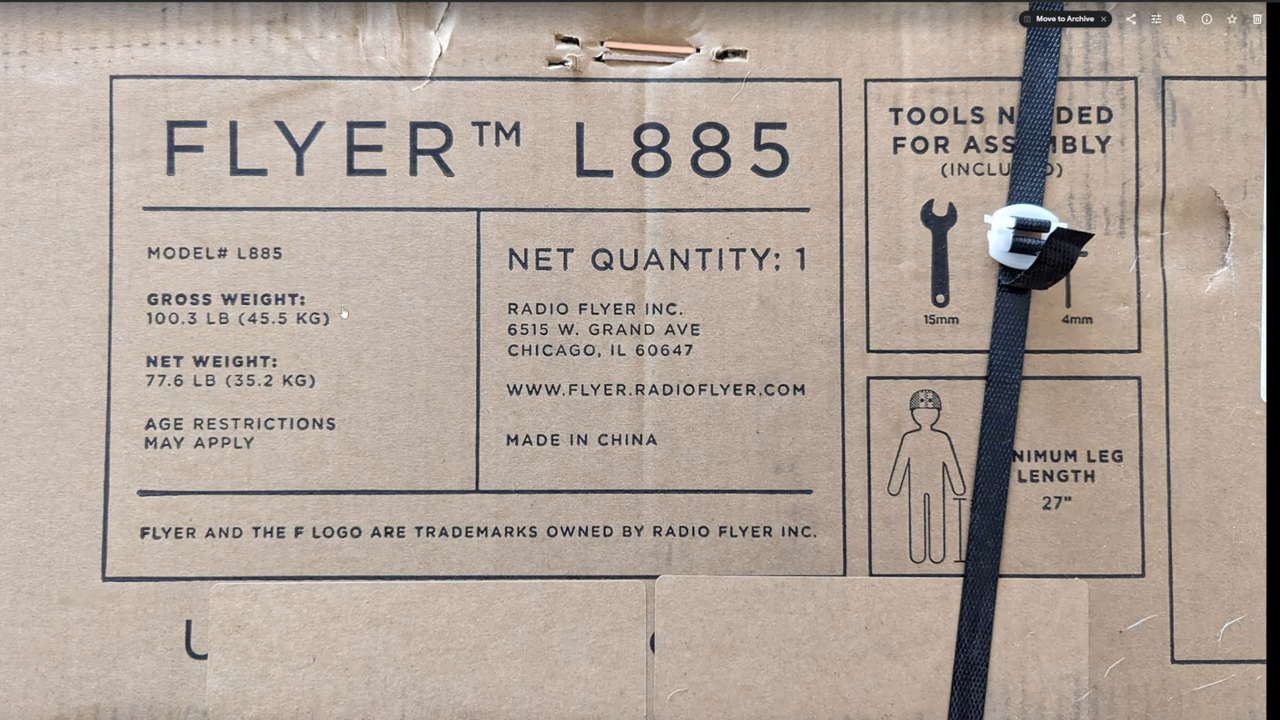 Move to Archive
FLYER™ L885
MODEL# L885
GROSS WEIGHT:
100.3 LB (45.5 KG)
NET WEIGHT:
77.6 LB (35.2 KG)
AGE RESTRICTIONS
MAY APPLY
NET QUANTITY: 1
RADIO FLYER INC.
6515 W. GRAND AVE
CHICAGO, IL 60647
WWW.FLYER.RADIOFLYER.COM
MADE IN CHINA
FLYER AND THE F LOGO ARE TRADEMARKS OWNED BY RADIO FLYER INC.
TOOLS
FOR
15mm
4mm
LEG
LENGTH
27"